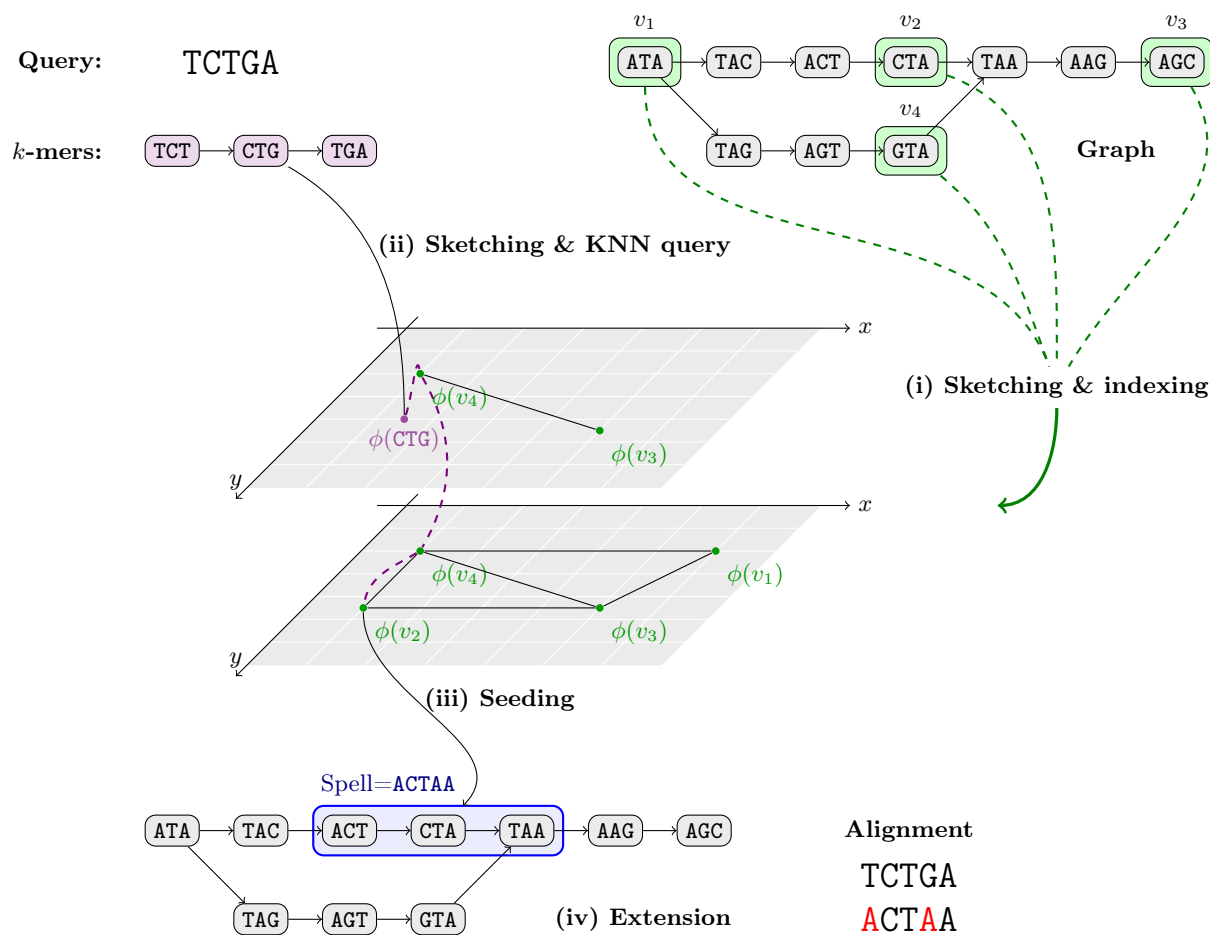 v₁ v₂ v₃
Query: TCTGA
ATA TAC ACT CTA TAA AAG AGC
v₄
k-mers: TCT CTG TGA
TAG AGT GTA Graph
(ii) Sketching & KNN query
x
(i) Sketching & indexing
ϕ(v₄)
ϕ(CTG)
ϕ(v₃)
y
x
ϕ(v₄) ϕ(v₁)
ϕ(v₂) ϕ(v₃)
y
(iii) Seeding
Spell=ACTAA
ATA TAC ACT CTA TAA AAG AGC
Alignment
TCTGA
TAG AGT GTA (iv) Extension
ACTAA